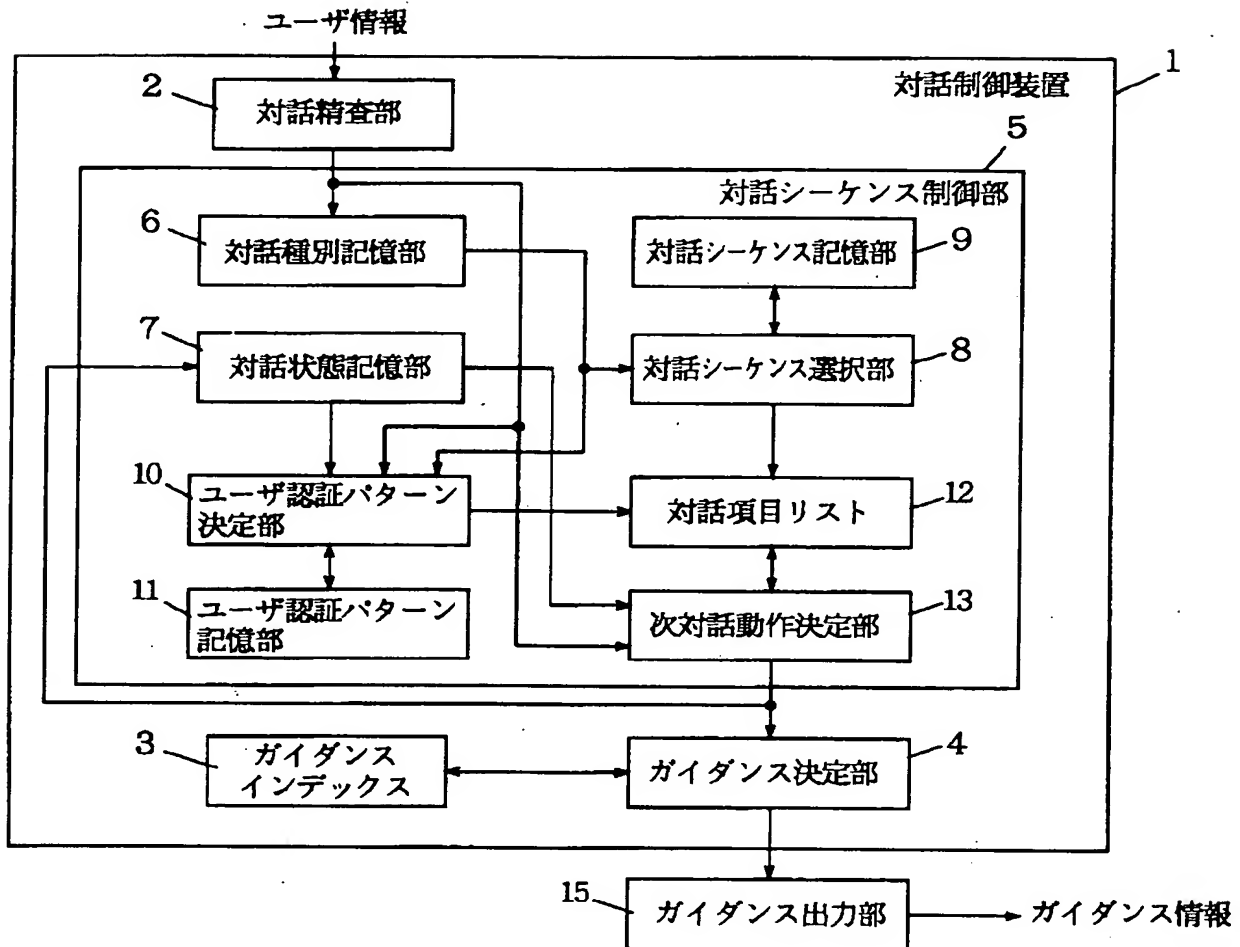 ユーザ情報
1
対話制御装置
2
対話精査部
5
対話シーケンス制御部
6
対話種別記憶部
対話シーケンス記憶部
9
7
対話状態記憶部
対話シーケンス選択部
8
10
ユーザ認証パターン
決定部
対話項目リスト
12
11
ユーザ認証パターン
記憶部
次対話動作決定部
13
3
ガイダンス
インデックス
ガイダンス決定部
4
15
ガイダンス出力部
ガイダンス情報